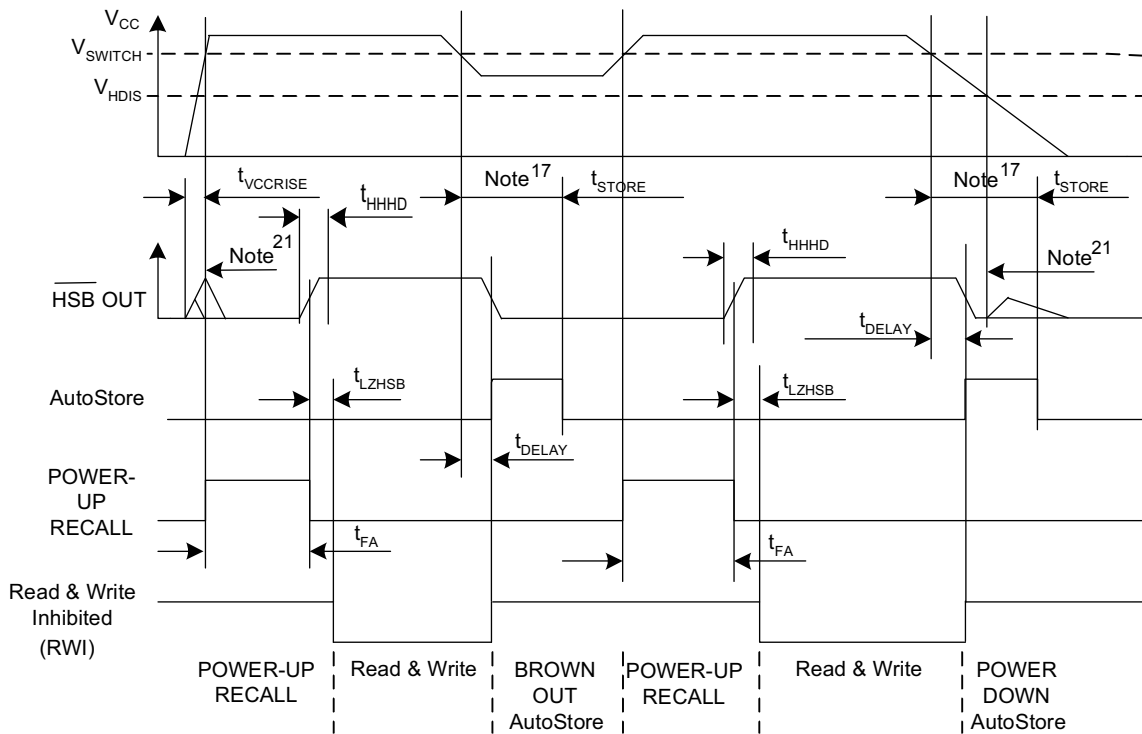 VCC
VSWITCH
VHDIS
tVCCRISE
Note17
tSTORE
Note17
tSTORE
tHHHD
Note21
tHHHD
Note21
HSB OUT
tDELAY
tLZHSB
tLZHSB
AutoStore
tDELAY
POWER-
UP
RECALL
tFA
tFA
Read & Write
Inhibited
(RWI)
POWER-UP
RECALL
Read & Write
BROWN
OUT
AutoStore
POWER-UP
RECALL
Read & Write
POWER
DOWN
AutoStore